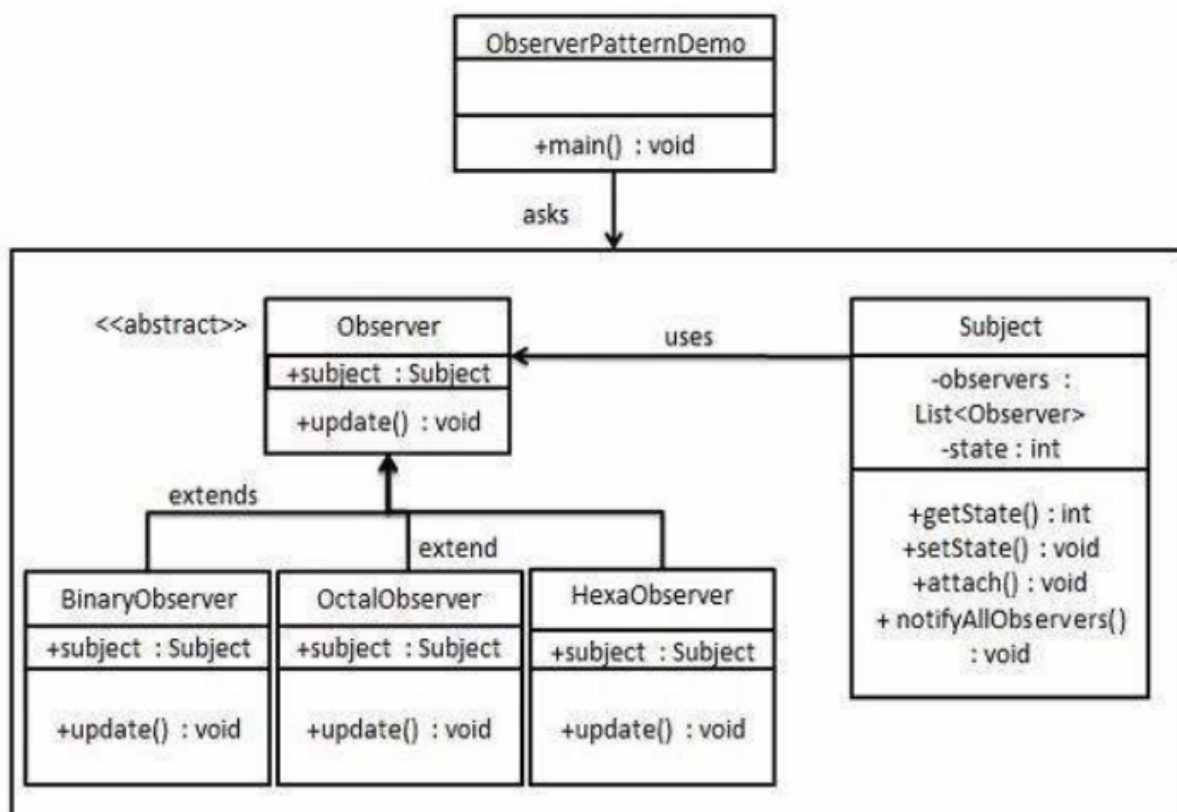 ObserverPatternDemo
+main() : void
asks
<<abstract>>
Observer
+subject : Subject
+update() : void
uses
Subject
-observers :
List<Observer>
-state : int
+getState() : int
+setState() : void
+attach() : void
+ notifyAllObservers()
: void
extends
extend
BinaryObserver
+subject : Subject
+update() : void
OctalObserver
+subject : Subject
+update() : void
HexaObserver
+subject : Subject
+update() : void